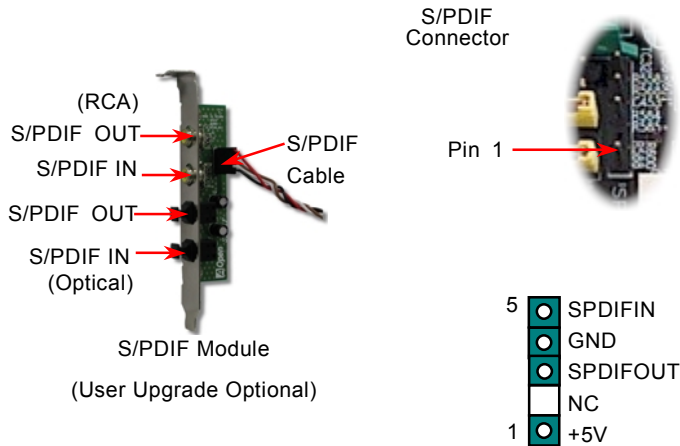 S/PDIF
Connector
(RCA)
S/PDIF OUT
S/PDIF IN
S/PDIF OUT
S/PDIF IN
(Optical)
S/PDIF
Cable
Pin 1
S/PDIF Module
(User Upgrade Optional)
5 SPDIFIN
GND
SPDIFOUT
NC
1 +5V